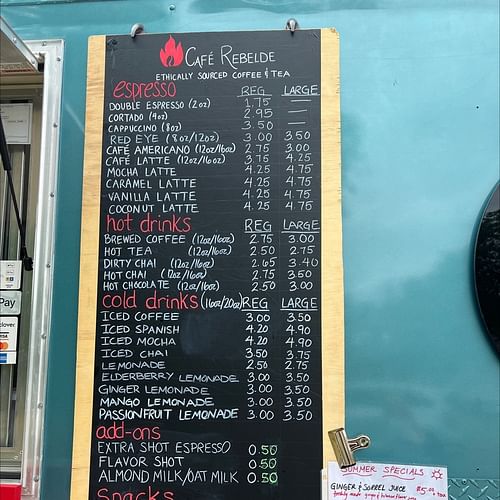 CAFÉ REBELDE
ETHICALLY SOURCED COFFEE & TEA
espresso REG LARGE
DOUBLE ESPRESSO (2oz) 1.75 —
CORTADO (4oz) 2.95 —
CAPPUCCINO (8oz) 3.50 —
RED EYE (8oz/12oz) 3.00 3.50
CAFÉ AMERICANO (12oz/16oz) 2.75 3.00
CAFÉ LATTE (12oz/16oz) 3.75 4.25
MOCHA LATTE 4.25 4.75
CARAMEL LATTE 4.25 4.75
VANILLA LATTE 4.25 4.75
COCONUT LATTE 4.25 4.75
hot drinks REG LARGE
BREWED COFFEE (12oz/16oz) 2.75 3.00
HOT TEA (12oz/16oz) 2.50 2.75
DIRTY CHAI (12oz/16oz) 2.65 3.40
HOT CHAI (12oz/16oz) 2.75 3.50
HOT CHOCOLATE (12oz/16oz) 2.50 3.00
cold drinks (16oz/20oz) REG LARGE
ICED COFFEE 3.00 3.50
ICED SPANISH 4.20 4.90
ICED MOCHA 4.20 4.90
ICED CHAI 3.50 3.75
LEMONADE 2.50 2.75
ELDERBERRY LEMONADE 3.00 3.50
GINGER LEMONADE 3.00 3.50
MANGO LEMONADE 3.00 3.50
PASSIONFRUIT LEMONADE 3.00 3.50
add-ons
EXTRA SHOT ESPRESSO 0.50
FLAVOR SHOT 0.50
ALMOND MILK/OAT MILK 0.50
Snacks
Pay
clover
SUMMER SPECIALS
GINGER & SORREL JUICE $5.00